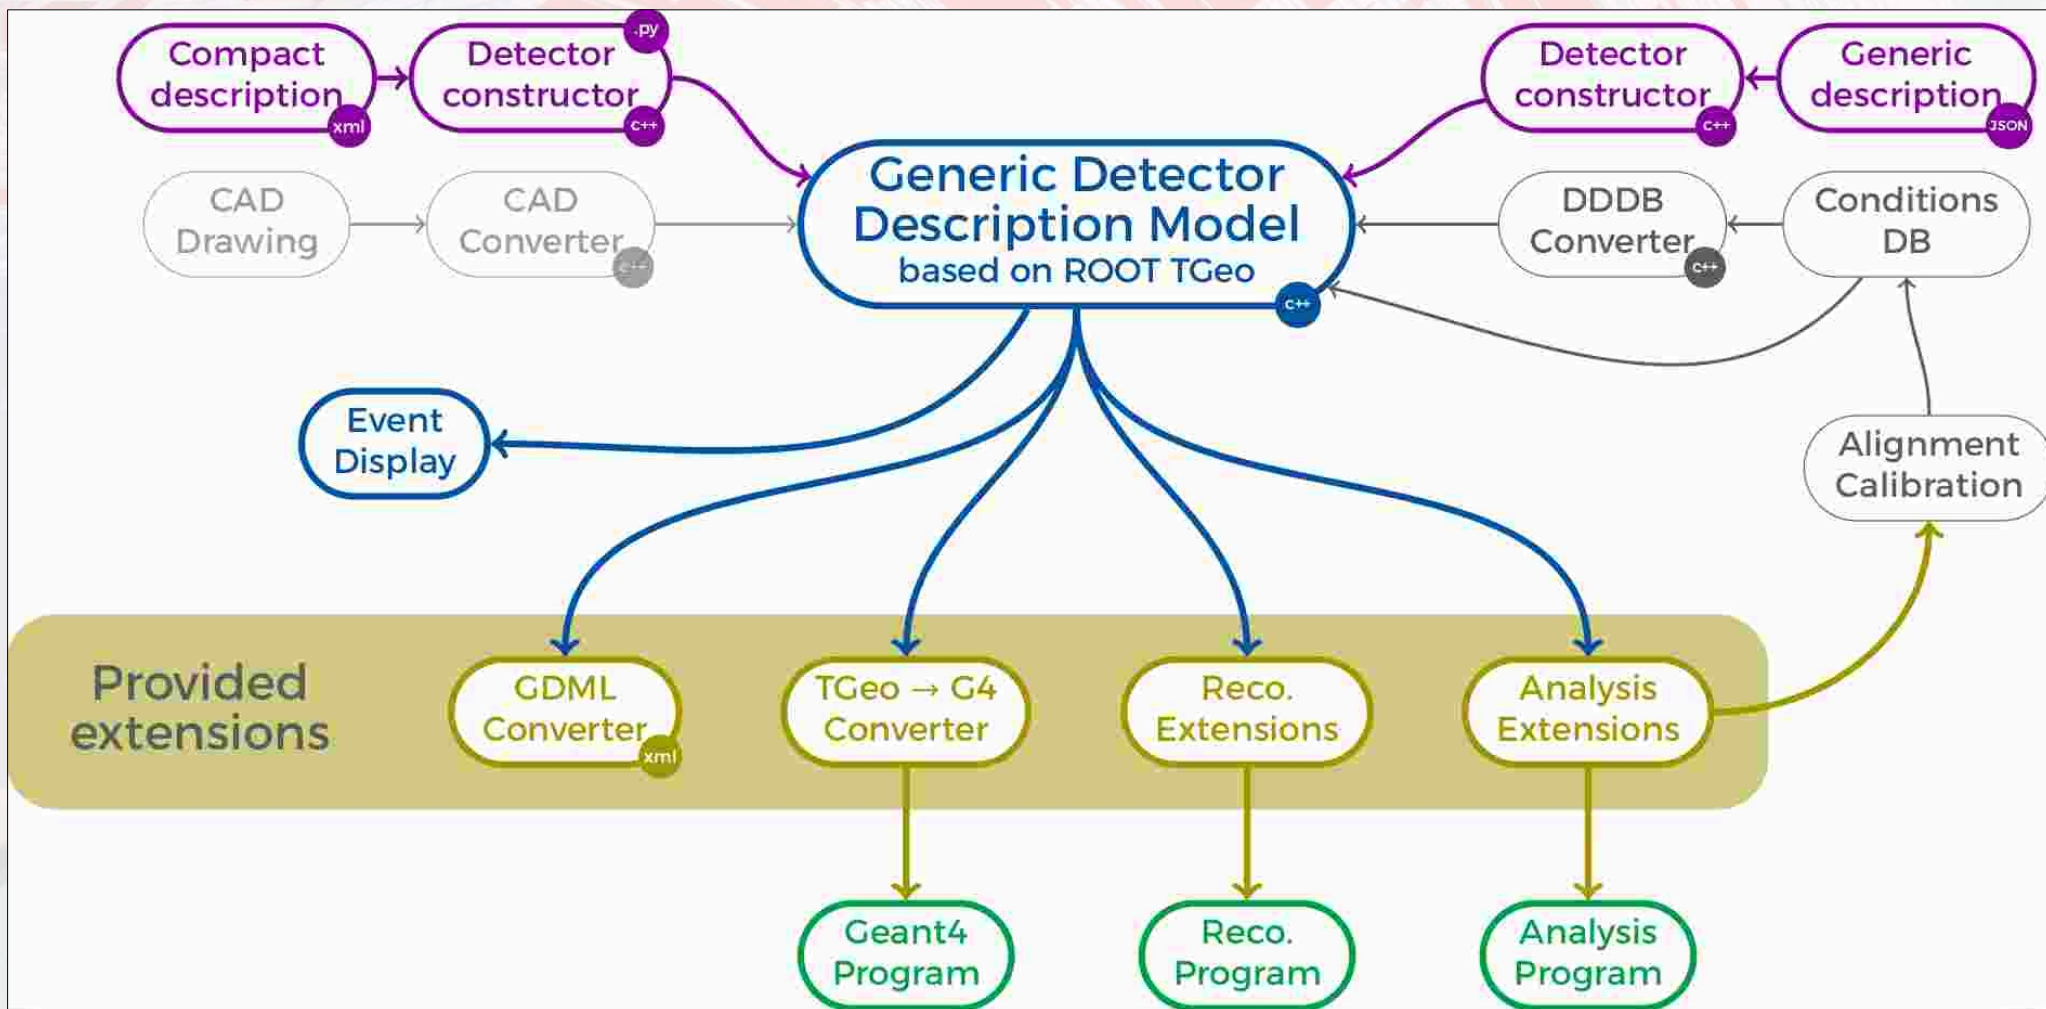 Compact
description
xml
Detector
constructor
.py
c++
Detector
constructor
c++
Generic
description
JSON
CAD
Drawing
CAD
Converter
c++
Generic Detector
Description Model
based on ROOT TGeo
c++
DDDB
Converter
c++
Conditions
DB
Event
Display
Alignment
Calibration
Provided
extensions
GDML
Converter
xml
TGeo → G4
Converter
Reco.
Extensions
Analysis
Extensions
Geant4
Program
Reco.
Program
Analysis
Program